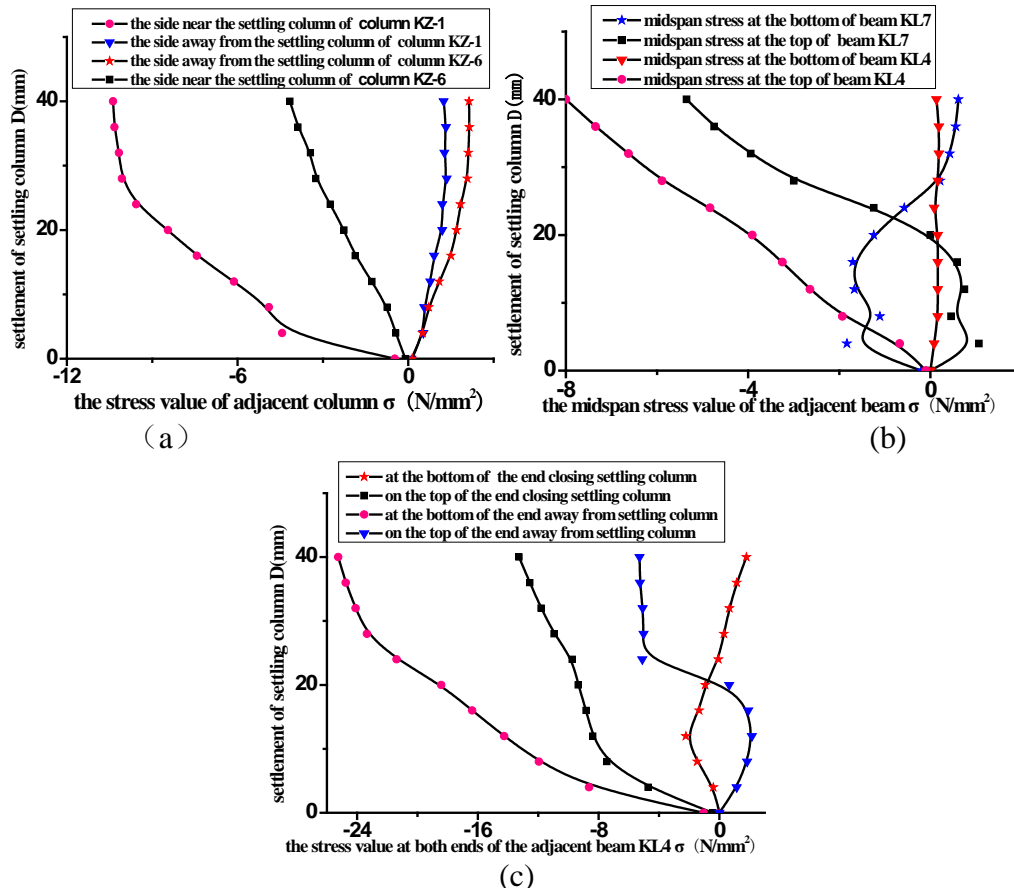 the side near the settling column of column KZ-1
the side away from the settling column of column KZ-1
the side away from the settling column of column KZ-6
the side near the settling column of column KZ-6
settlement of settling column D(mm)
40
20
0
-12
-6
0
the stress value of adjacent column σ (N/mm²)
(a)
midspan stress at the bottom of beam KL7
midspan stress at the top of beam KL7
midspan stress at the bottom of beam KL4
midspan stress at the top of beam KL4
settlement of settling column D(mm)
40
20
0
-8
-4
0
the midspan stress value of the adjacent beam σ (N/mm²)
(b)
at the bottom of the end closing settling column
on the top of the end closing settling column
at the bottom of the end away from settling column
on the top of the end away from settling column
settlement of settling column D(mm)
40
20
0
-24
-16
-8
0
the stress value at both ends of the adjacent beam KL4 σ (N/mm²)
(c)